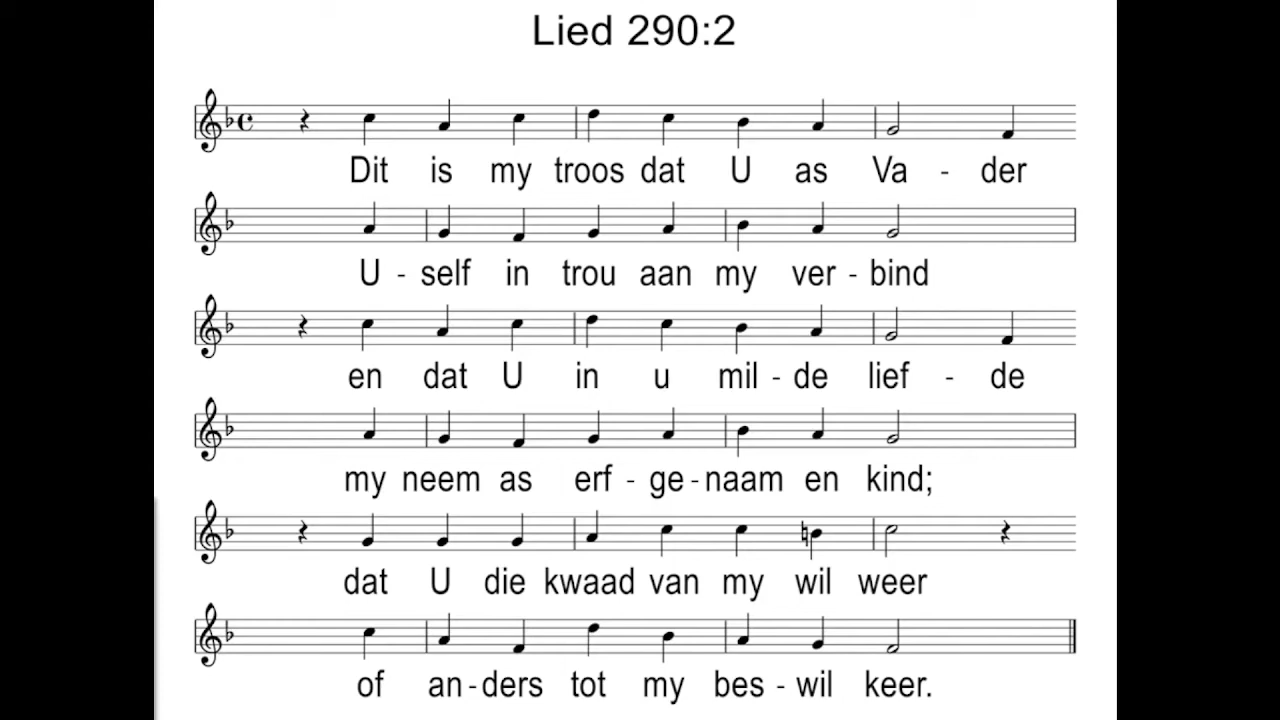 Lied 290:2
Dit is my troos dat U as Va - der
U - self in trou aan my ver - bind
en dat U in u mil - de lief - de
my neem as erf - ge - naam en kind;
dat U die kwaad van my wil weer
of an - ders tot my bes - wil keer.